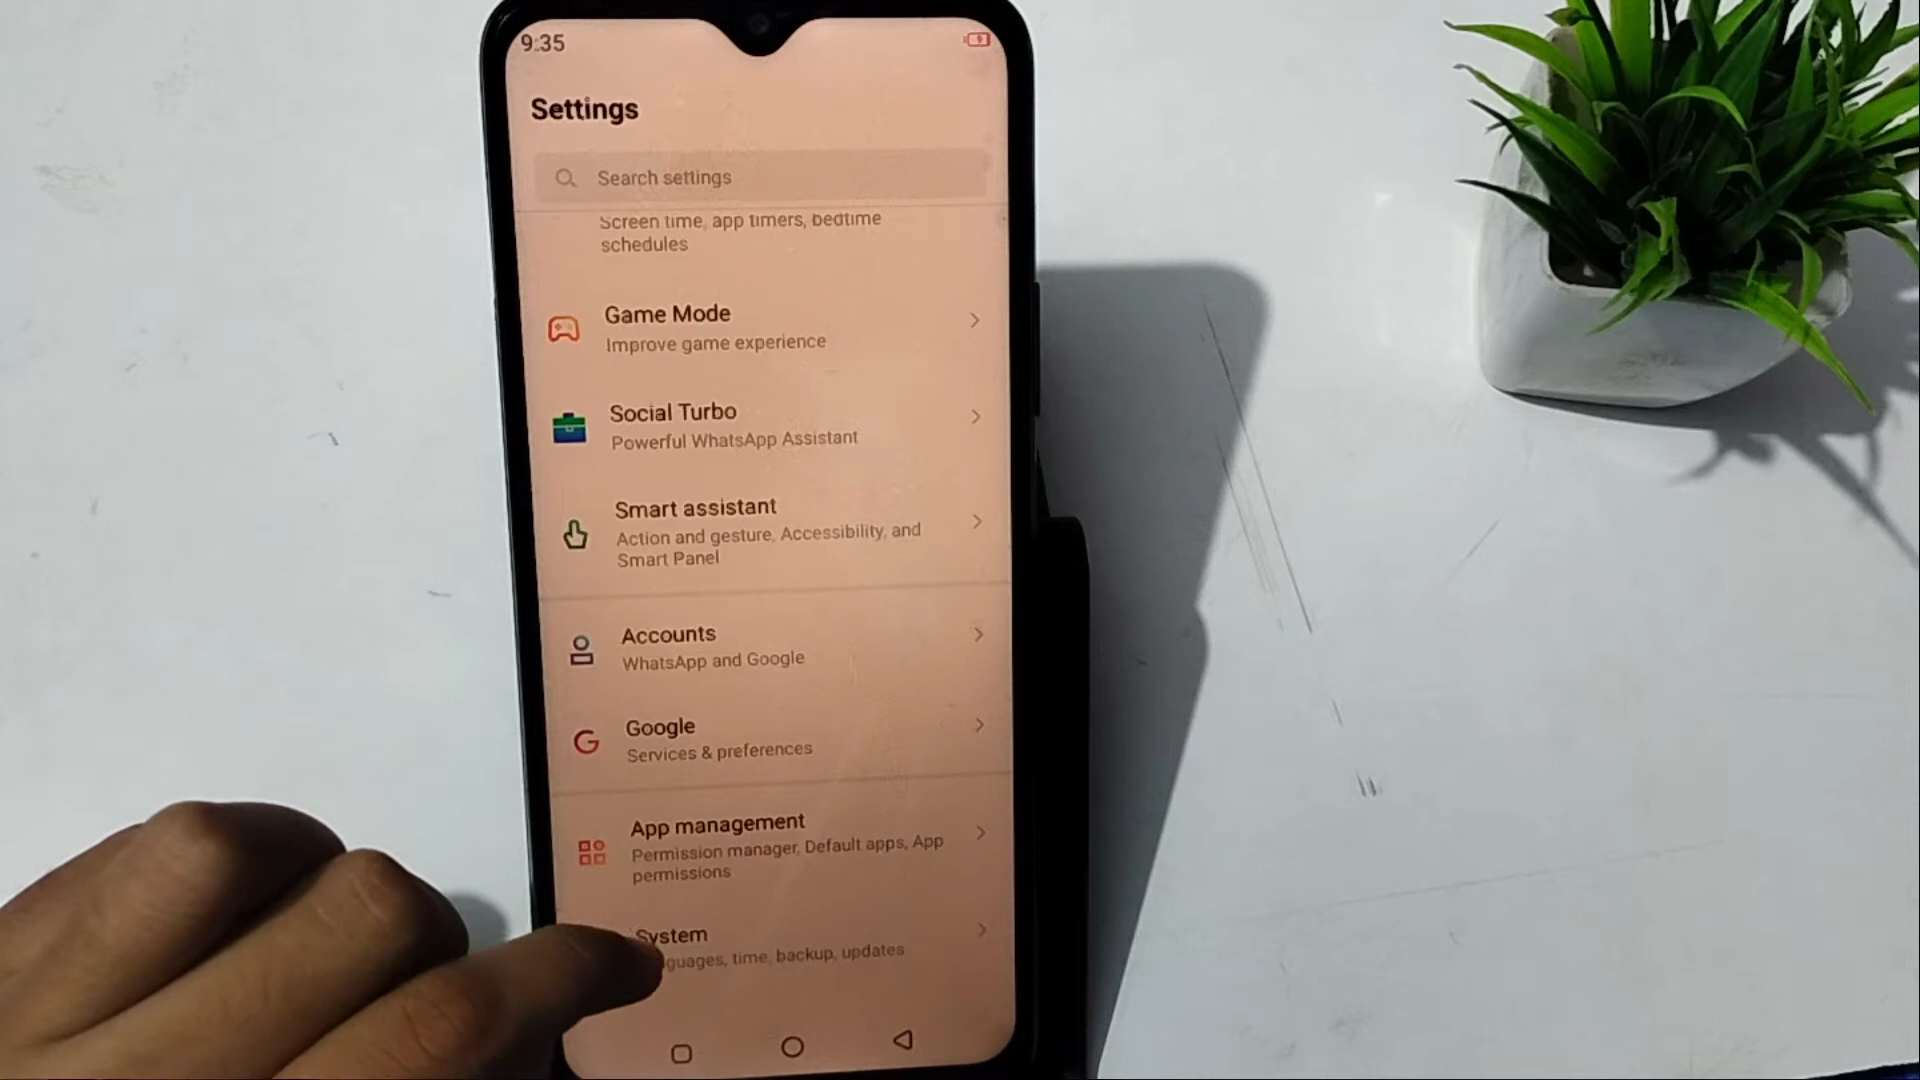 9:35
Settings
Search settings
Screen time, app timers, bedtime
schedules
Game Mode
Improve game experience
Social Turbo
Powerful WhatsApp Assistant
Smart assistant
Action and gesture, Accessibility, and
Smart Panel
Accounts
WhatsApp and Google
Google
Services & preferences
App management
Permission manager, Default apps, App
permissions
System
time, backup, updates